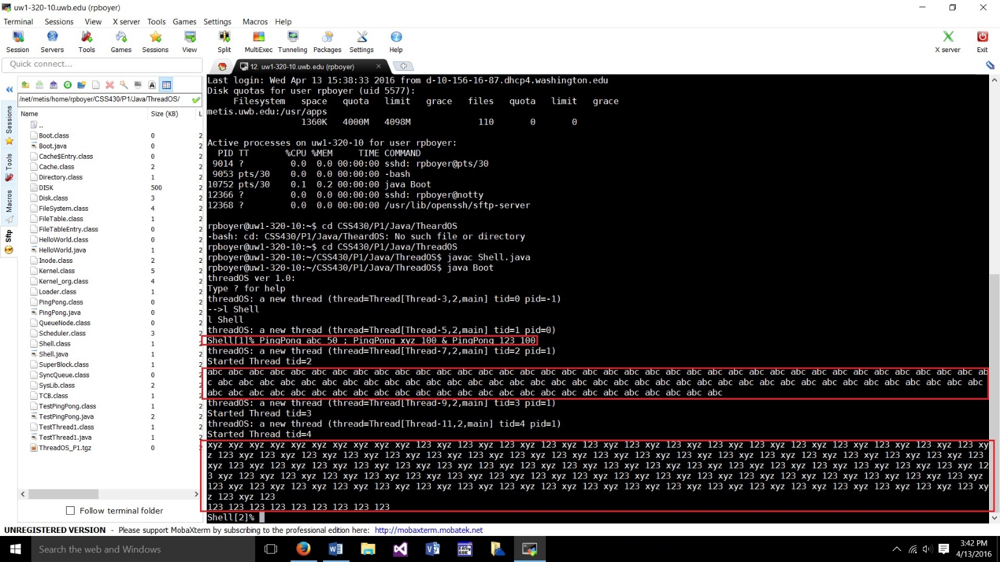 uw1-320-10.uwb.edu (rpboyer)
Terminal Sessions View X server Tools Games Settings Macros Help
Session Servers Tools Games Sessions View Split MultiExec Tunneling Packages Settings Help X server Exit
Quick connect...
12. uw1-320-10.uwb.edu (rpboyer)
Sessions
Tools
Macros
Sftp
/net/metis/home/rpboyer/CSS430/P1/Java/ThreadOS/
Name Size (KB) L
..
Boot.class 0 2
Boot.java 0 2
Cache$Entry.class 0 2
Cache.class 2 2
Directory.class 1 2
DISK 500 2
Disk.class 3 2
FileSystem.class 4 2
FileTable.class 1 2
FileTableEntry.class 0 2
HelloWorld.class 1 2
HelloWorld.java 1 2
Inode.class 2 2
Kernel.class 5 2
Kernel_org.class 4 2
Loader.class 1 2
PingPong.class 0 2
PingPong.java 0 2
QueueNode.class 0 2
Scheduler.class 3 2
Shell.class 1 2
Shell.java 1 2
SuperBlock.class 1 2
SyncQueue.class 0 2
SysLib.class 2 2
TCB.class 1 2
TestPingPong.class 1 2
TestPingPong.java 2 2
TestThread1.class 1 2
TestThread1.java 1 2
ThreadOS_P1.tgz 0 2
Follow terminal folder
Last login: Wed Apr 13 15:38:33 2016 from d-10-156-16-87.dhcp4.washington.edu
Disk quotas for user rpboyer (uid 5577):
Filesystem space quota limit grace files quota limit grace
metis.uwb.edu:/usr/apps
1360K 4000M 4098M 110 0 0
Active processes on uw1-320-10 for user rpboyer:
PID TT %CPU %MEM TIME COMMAND
9014 ? 0.0 0.0 00:00:00 sshd: rpboyer@pts/30
9053 pts/30 0.0 0.0 00:00:00 -bash
10752 pts/30 0.1 0.2 00:00:00 java Boot
12366 ? 0.0 0.0 00:00:00 sshd: rpboyer@notty
12368 ? 0.0 0.0 00:00:00 /usr/lib/openssh/sftp-server
rpboyer@uw1-320-10:~$ cd CSS430/P1/Java/TheardOS
-bash: cd: CSS430/P1/Java/TheardOS: No such file or directory
rpboyer@uw1-320-10:~$ cd CSS430/P1/Java/ThreadOS
rpboyer@uw1-320-10:~/CSS430/P1/Java/ThreadOS$ javac Shell.java
rpboyer@uw1-320-10:~/CSS430/P1/Java/ThreadOS$ java Boot
threadOS ver 1.0:
Type ? for help
threadOS: a new thread (thread=Thread[Thread-3,2,main] tid=0 pid=-1)
-->l Shell
l Shell
threadOS: a new thread (thread=Thread[Thread-5,2,main] tid=1 pid=0)
Shell[1]% PingPong abc 50 ; PingPong xyz 100 & PingPong 123 100
threadOS: a new thread (thread=Thread[Thread-7,2,main] tid=2 pid=1)
Started Thread tid=2
abc abc abc abc abc abc abc abc abc abc abc abc abc abc abc abc abc abc abc abc abc abc abc abc abc abc abc abc abc abc abc abc abc abc abc abc abc ab
c abc abc abc abc abc abc abc abc abc abc abc abc abc abc abc abc abc abc abc abc abc abc abc abc abc abc abc abc abc abc abc abc abc abc abc abc abc
abc abc abc abc abc abc abc abc abc abc abc abc abc abc abc abc abc abc abc abc abc abc abc abc abc
threadOS: a new thread (thread=Thread[Thread-9,2,main] tid=3 pid=1)
Started Thread tid=3
threadOS: a new thread (thread=Thread[Thread-11,2,main] tid=4 pid=1)
Started Thread tid=4
xyz xyz xyz xyz xyz xyz xyz xyz xyz xyz 123 xyz 123 xyz 123 xyz 123 xyz 123 xyz 123 xyz 123 xyz 123 xyz 123 xyz 123 xyz 123 xyz 123 xyz 123 xyz 123 xy
z 123 xyz 123 xyz 123 xyz 123 xyz 123 xyz 123 xyz 123 xyz 123 xyz 123 xyz 123 xyz 123 xyz 123 xyz 123 xyz 123 xyz 123 xyz 123 xyz 123 xyz 123 xyz 123
xyz 123 xyz 123 xyz 123 xyz 123 xyz 123 xyz 123 xyz 123 xyz 123 xyz 123 xyz 123 xyz 123 xyz 123 xyz 123 xyz 123 xyz 123 xyz 123 xyz 123 xyz 123 xyz 12
3 xyz 123 xyz 123 xyz 123 xyz 123 xyz 123 xyz 123 xyz 123 xyz 123 xyz 123 xyz 123 xyz 123 xyz 123 xyz 123 xyz 123 xyz 123 xyz 123 xyz 123 xyz 123 xyz
123 xyz 123 xyz 123 xyz 123 xyz 123 xyz 123 xyz 123 xyz 123 xyz 123 xyz 123 xyz 123 xyz 123 xyz 123 xyz 123 xyz 123 xyz 123 xyz 123 xyz 123 xyz 123 xy
z 123 xyz 123
123 123 123 123 123 123 123 123 123
Shell[2]%
UNREGISTERED VERSION - Please support MobaXterm by subscribing to the professional edition here: http://mobaxterm.mobatek.net
Search the web and Windows
3:42 PM
4/13/2016